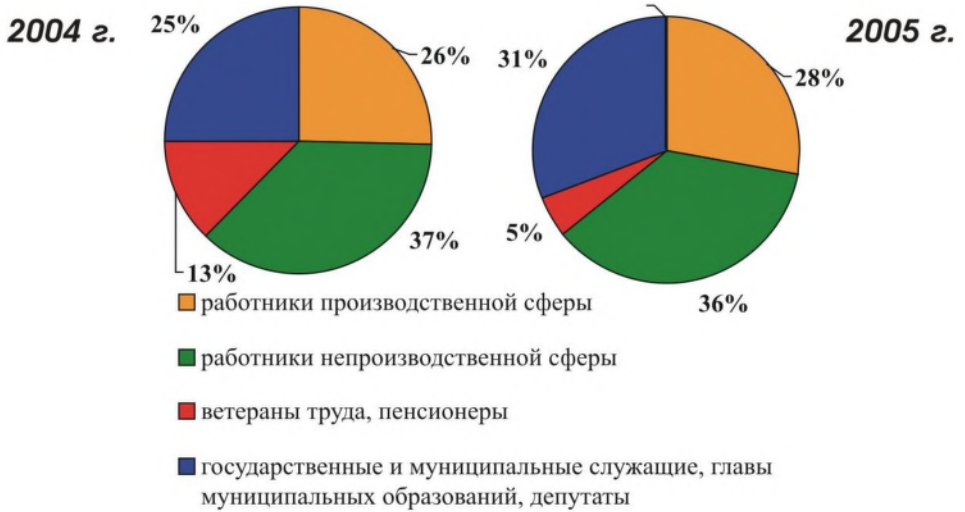 2004 г.
25%
26%
37%
13%
2005 г.
31%
28%
5%
36%
работники производственной сферы
работники непроизводственной сферы
ветераны труда, пенсионеры
государственные и муниципальные служащие, главы
муниципальных образований, депутаты